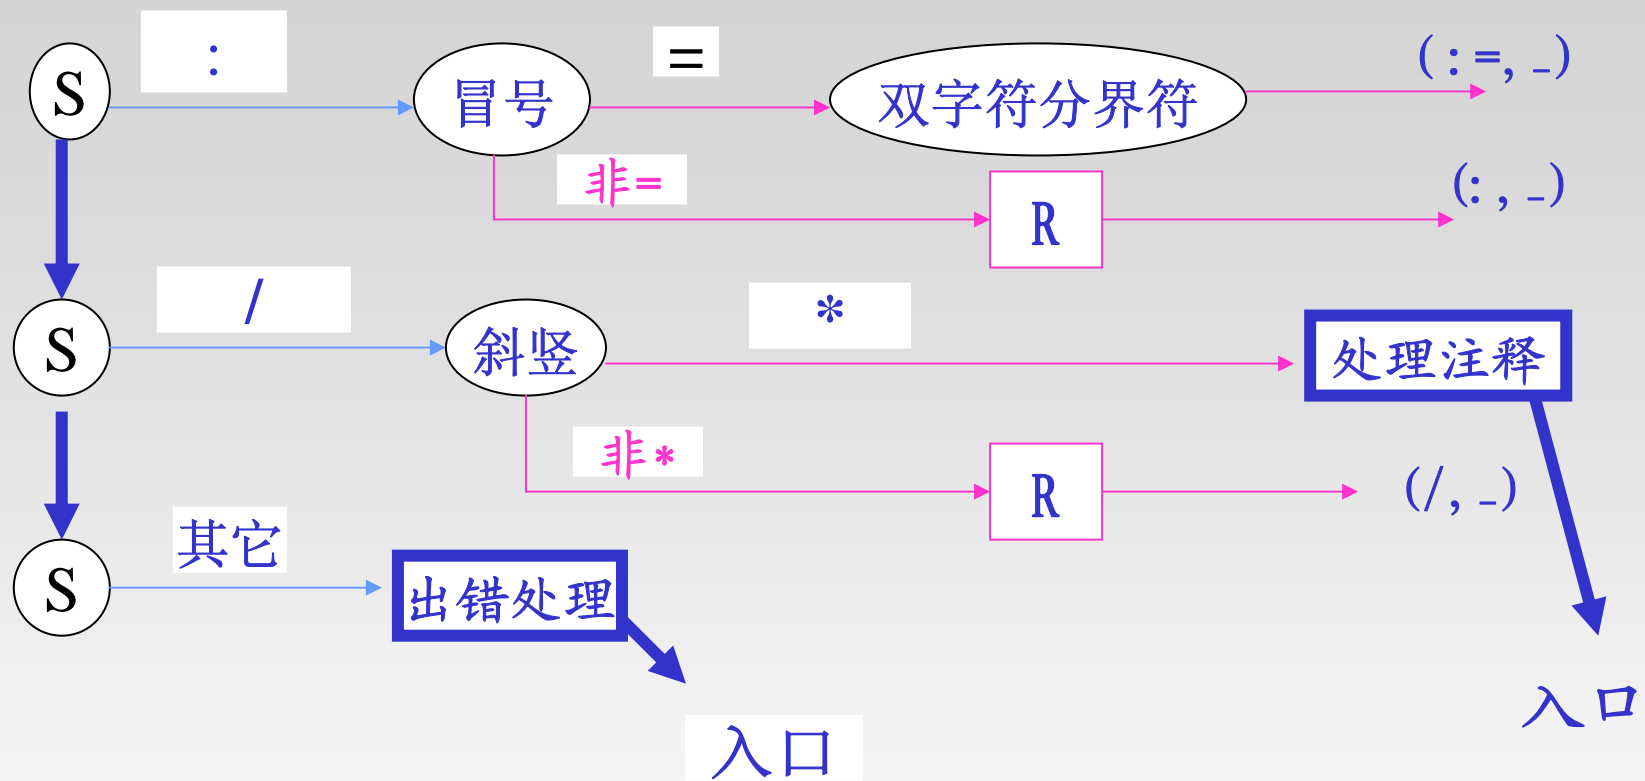 S : 冒号 = 双字符分界符 (:=, _)
非= R (: , _)
S / 斜竖 * 处理注释
非* R (/, _)
S 其它 出错处理
入口
入口